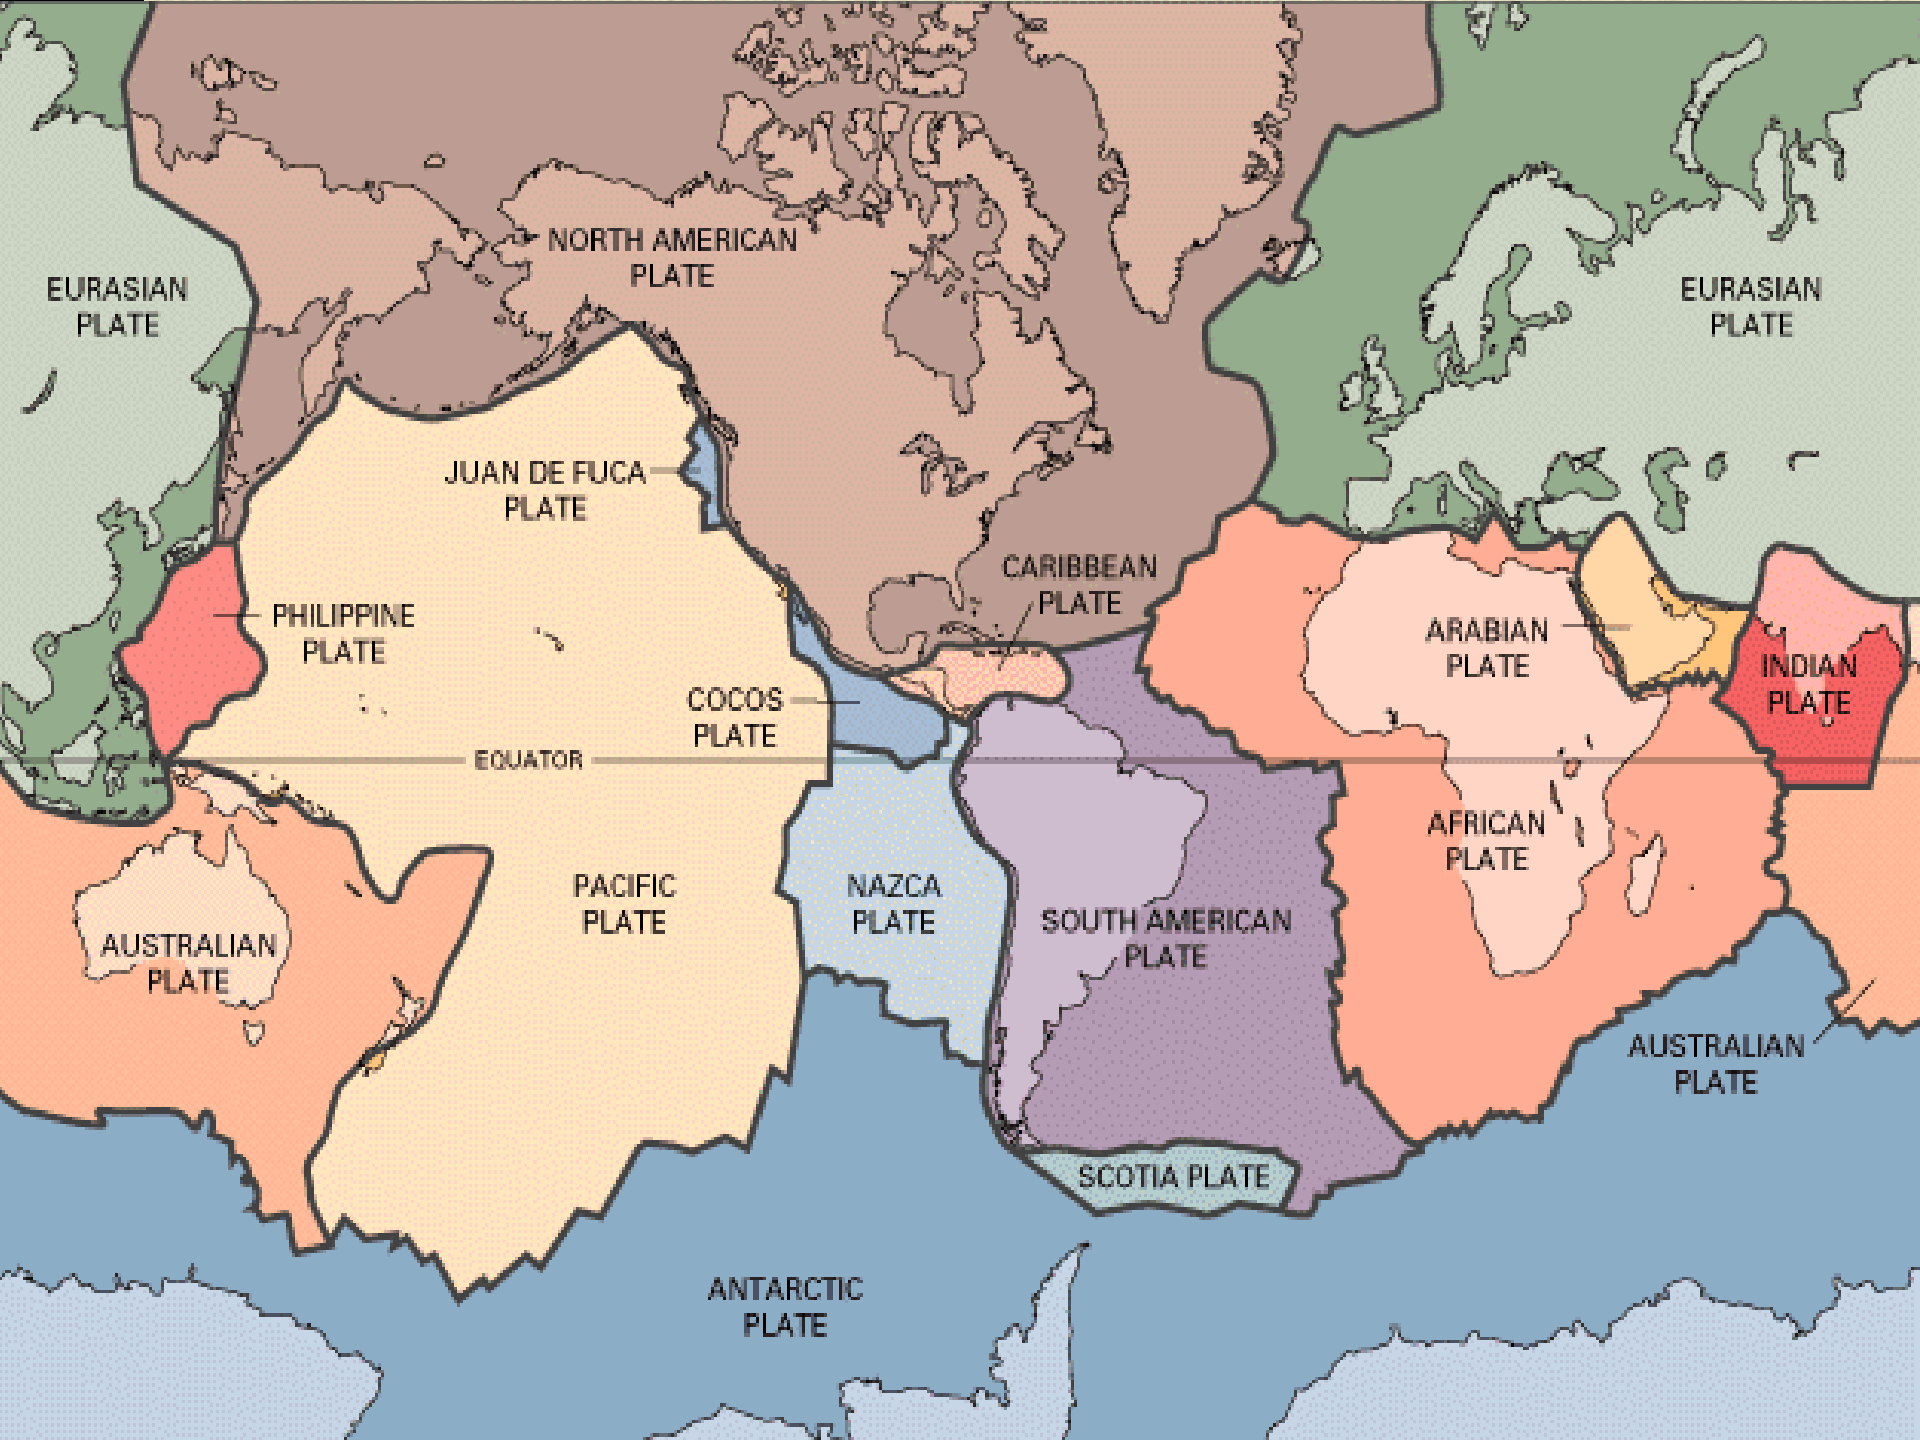 NORTH AMERICAN
PLATE
EURASIAN
PLATE
EURASIAN
PLATE
JUAN DE FUCA
PLATE
CARIBBEAN
PLATE
PHILIPPINE
PLATE
ARABIAN
PLATE
INDIAN
PLATE
COCOS
PLATE
EQUATOR
AFRICAN
PLATE
PACIFIC
PLATE
NAZCA
PLATE
SOUTH AMERICAN
PLATE
AUSTRALIAN
PLATE
AUSTRALIAN
PLATE
SCOTIA PLATE
ANTARCTIC
PLATE